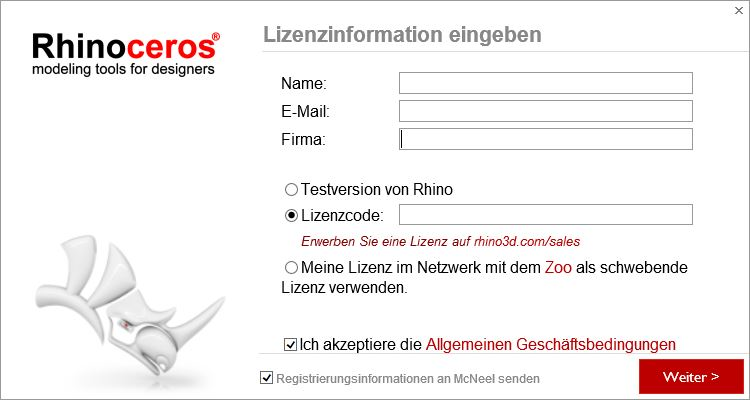 Rhinoceros®
modeling tools for designers
Lizenzinformation eingeben
Name:
E-Mail:
Firma:
Testversion von Rhino
Lizenzcode:
Erwerben Sie eine Lizenz auf rhino3d.com/sales
Meine Lizenz im Netzwerk mit dem Zoo als schwebende
Lizenz verwenden.
Ich akzeptiere die Allgemeinen Geschäftsbedingungen
Registrierungsinformationen an McNeel senden
Weiter >